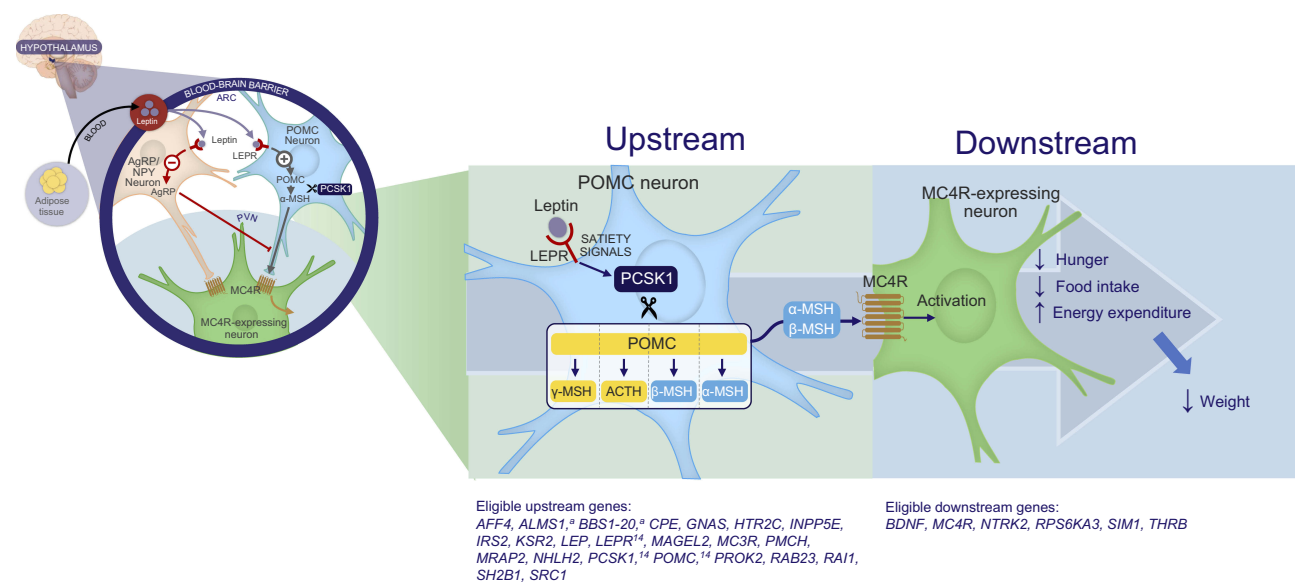 HYPOTHALAMUS
BLOOD-BRAIN BARRIER
ARC
Leptin
BLOOD
Adipose
tissue
Leptin
LEPR
POMC
Neuron
AgRP/
NPY
Neuron
AgRP
POMC
PCSK1
α-MSH
PVN
MC4R
MC4R-expressing
neuron
Upstream
POMC neuron
Leptin
LEPR
SATIETY
SIGNALS
PCSK1
POMC
γ-MSH ACTH β-MSH α-MSH
α-MSH
β-MSH
Downstream
MC4R-expressing
neuron
MC4R
Activation
↓ Hunger
↓ Food intake
↑ Energy expenditure
↓ Weight
Eligible upstream genes:
AFF4, ALMS1,ᵃ BBS1-20,ᵃ CPE, GNAS, HTR2C, INPP5E,
IRS2, KSR2, LEP, LEPR¹⁴, MAGEL2, MC3R, PMCH,
MRAP2, NHLH2, PCSK1,¹⁴ POMC,¹⁴ PROK2, RAB23, RAI1,
SH2B1, SRC1
Eligible downstream genes:
BDNF, MC4R, NTRK2, RPS6KA3, SIM1, THRB